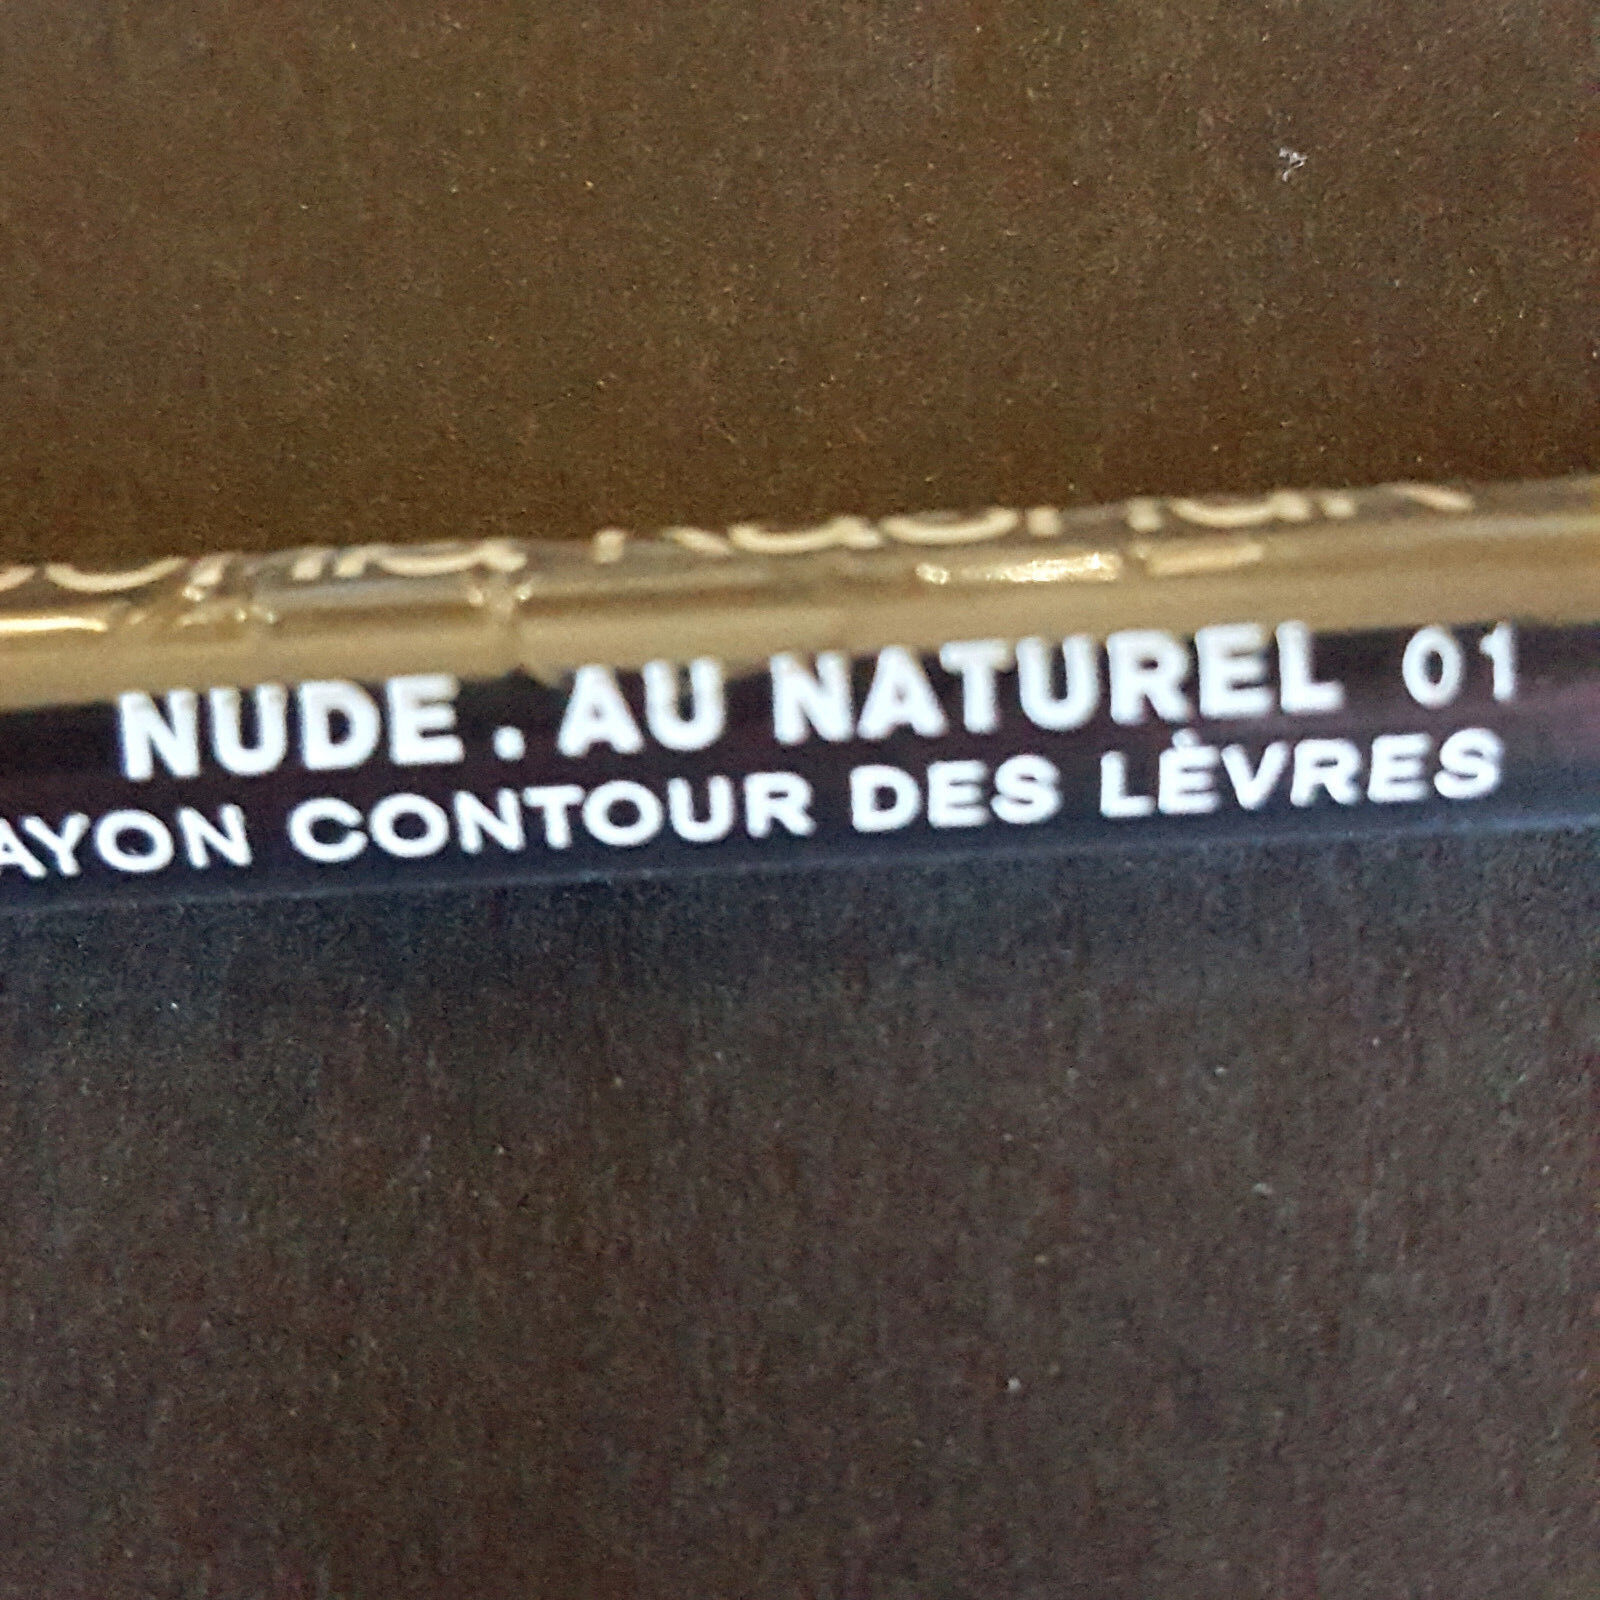 NUDE . AU NATUREL 01
AYON CONTOUR DES LÈVRES